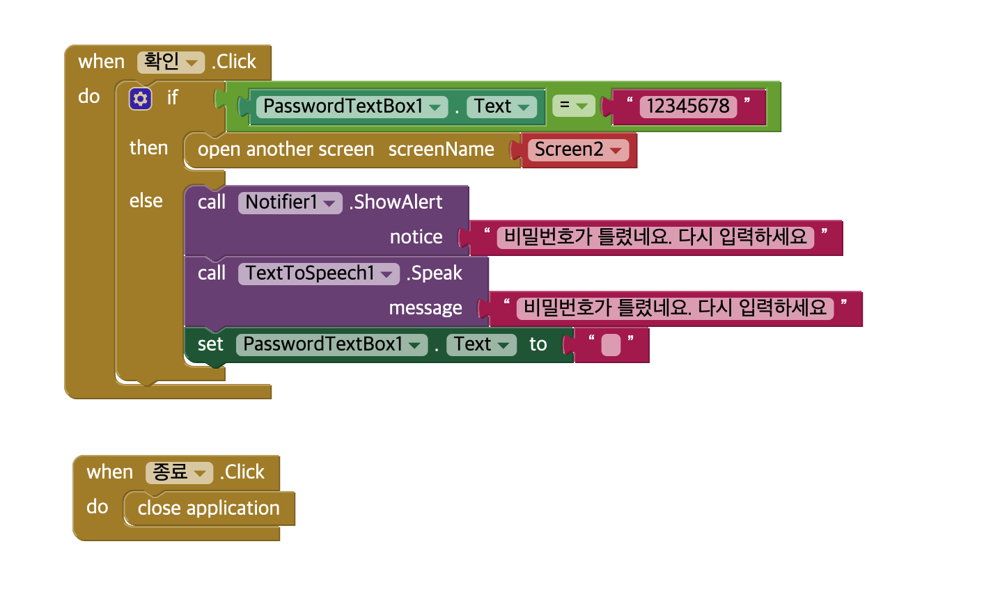 when 확인 .Click
do if PasswordTextBox1 . Text = “ 12345678 ”
then open another screen screenName Screen2
else call Notifier1 .ShowAlert
notice “ 비밀번호가 틀렸네요. 다시 입력하세요 ”
call TextToSpeech1 .Speak
message “ 비밀번호가 틀렸네요. 다시 입력하세요 ”
set PasswordTextBox1 . Text to “ ”
when 종료 .Click
do close application